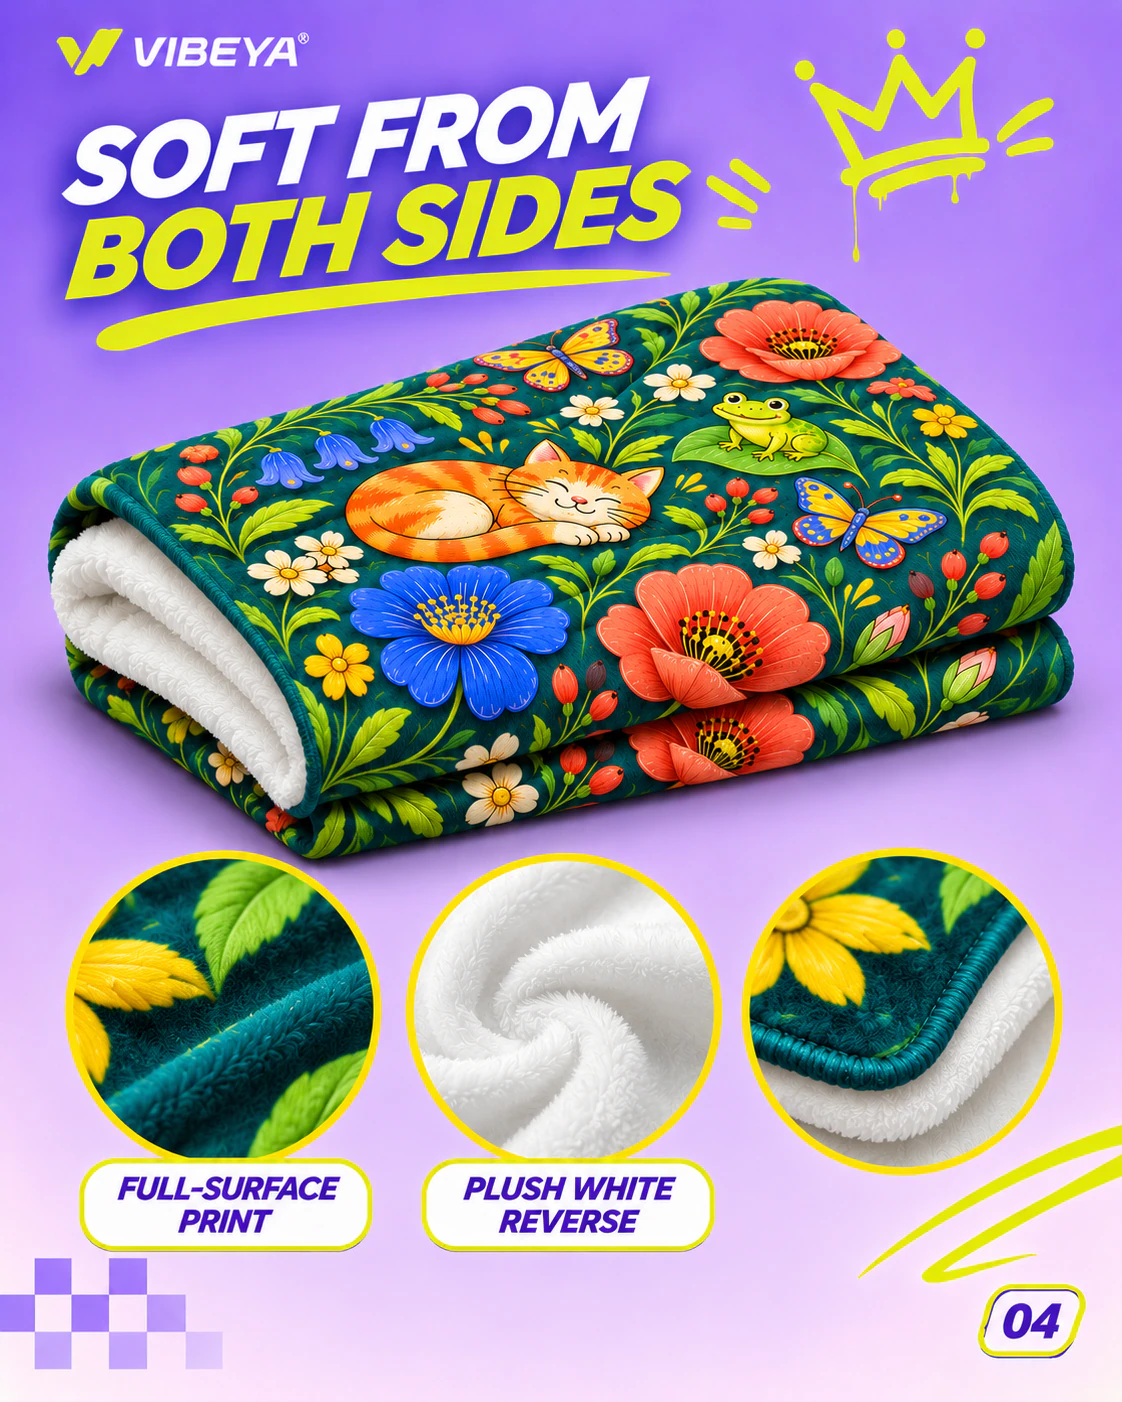 VIBEYA®
SOFT FROM
BOTH SIDES
FULL-SURFACE
PRINT
PLUSH WHITE
REVERSE
04